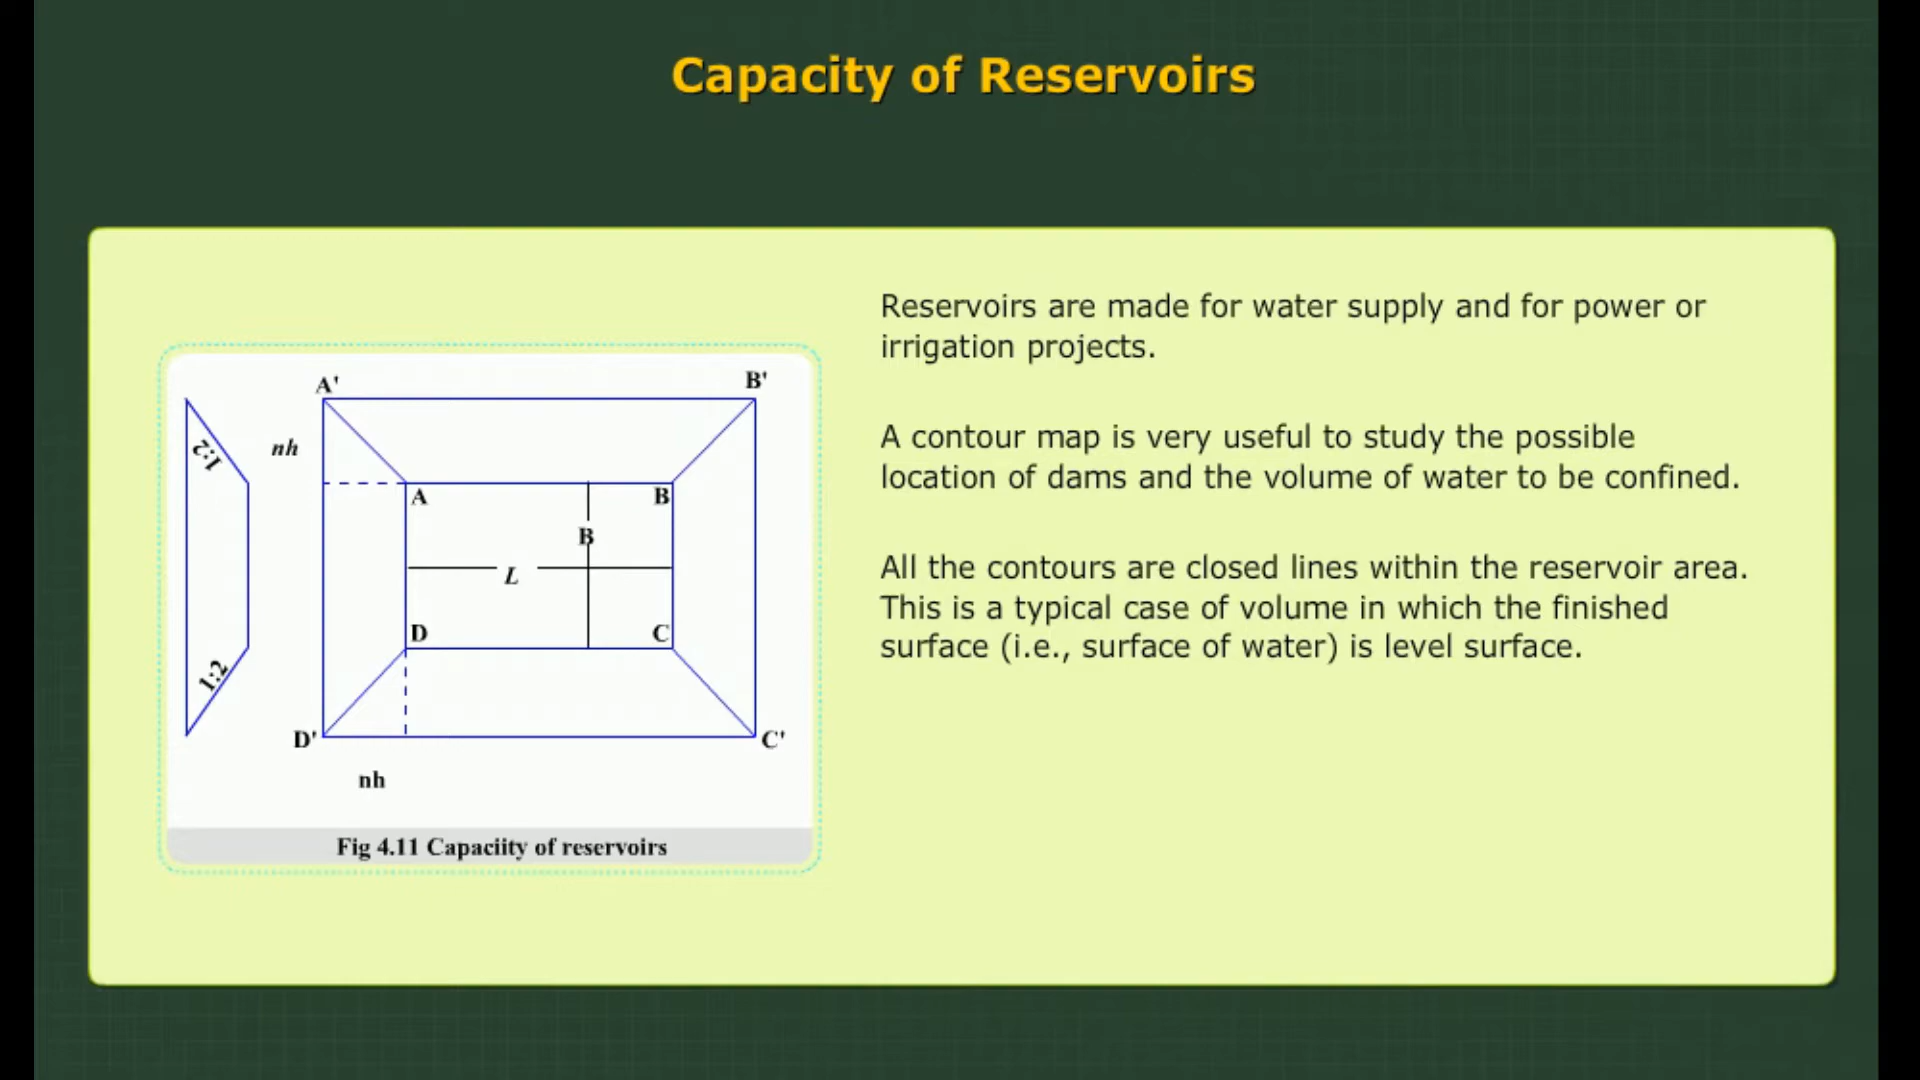 Capacity of Reservoirs
Reservoirs are made for water supply and for power or
irrigation projects.
A contour map is very useful to study the possible
location of dams and the volume of water to be confined.
All the contours are closed lines within the reservoir area.
This is a typical case of volume in which the finished
surface (i.e., surface of water) is level surface.
A'
B'
1:2
nh
A
B
B
L
D
C
1:2
D'
C'
nh
Fig 4.11 Capaciity of reservoirs